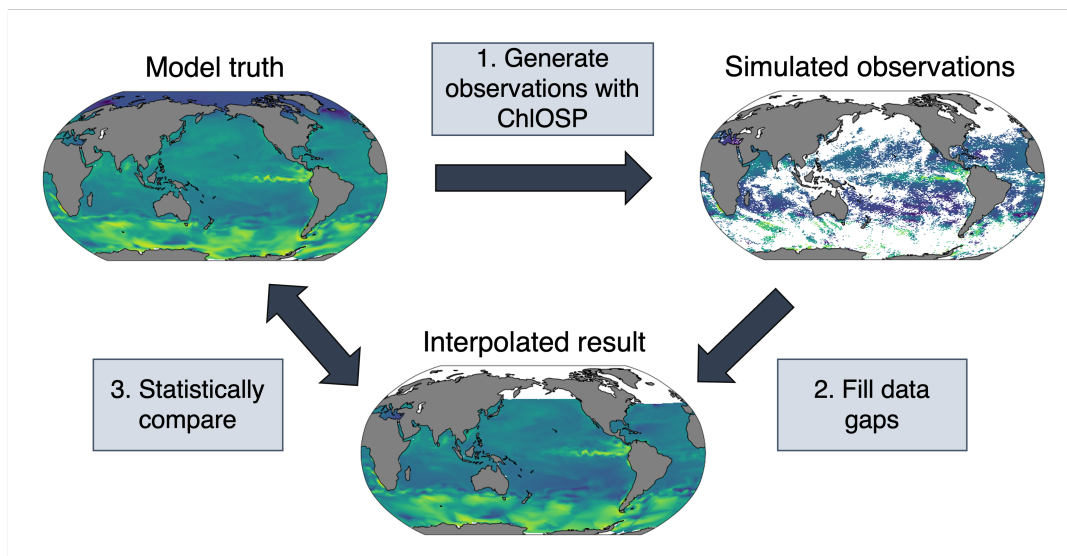 Model truth
1. Generate
observations with
ChlOSP
Simulated observations
Interpolated result
3. Statistically
compare
2. Fill data
gaps